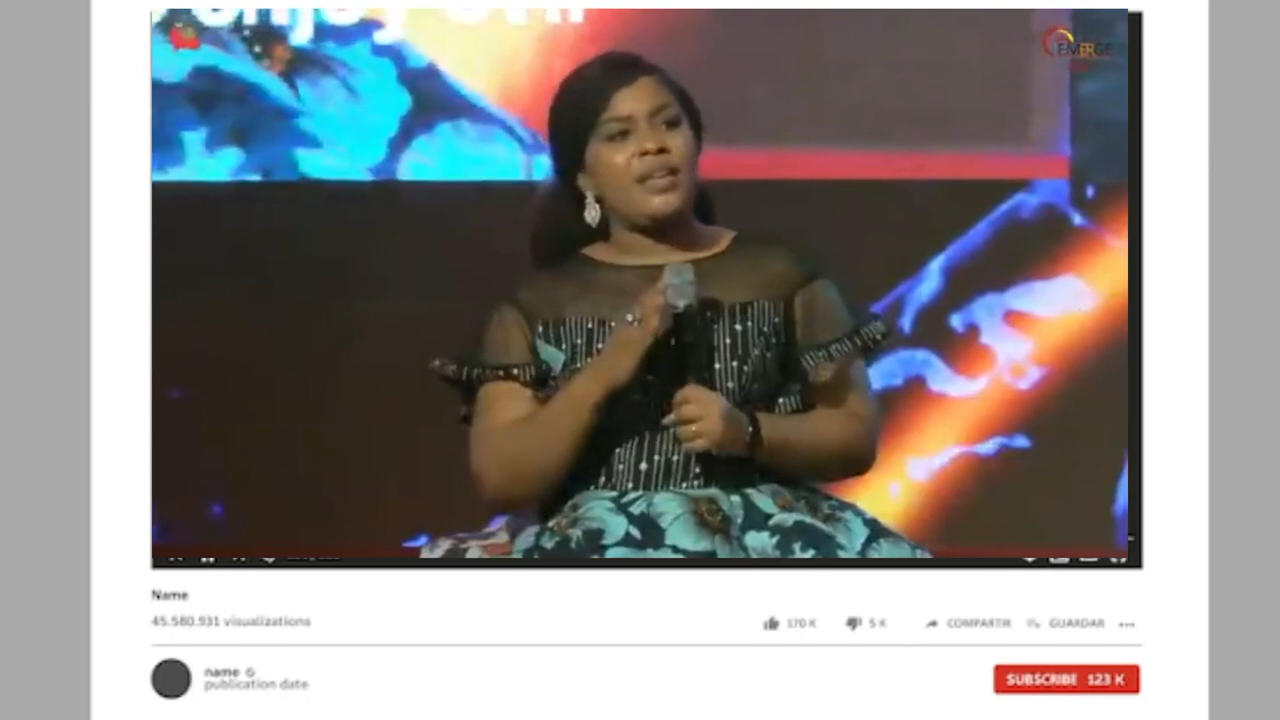 EMERGE
Name
45.580.931 visualizations
170 K
5 K
COMPARTIR
GUARDAR
name
publication date
SUBSCRIBE 123 K